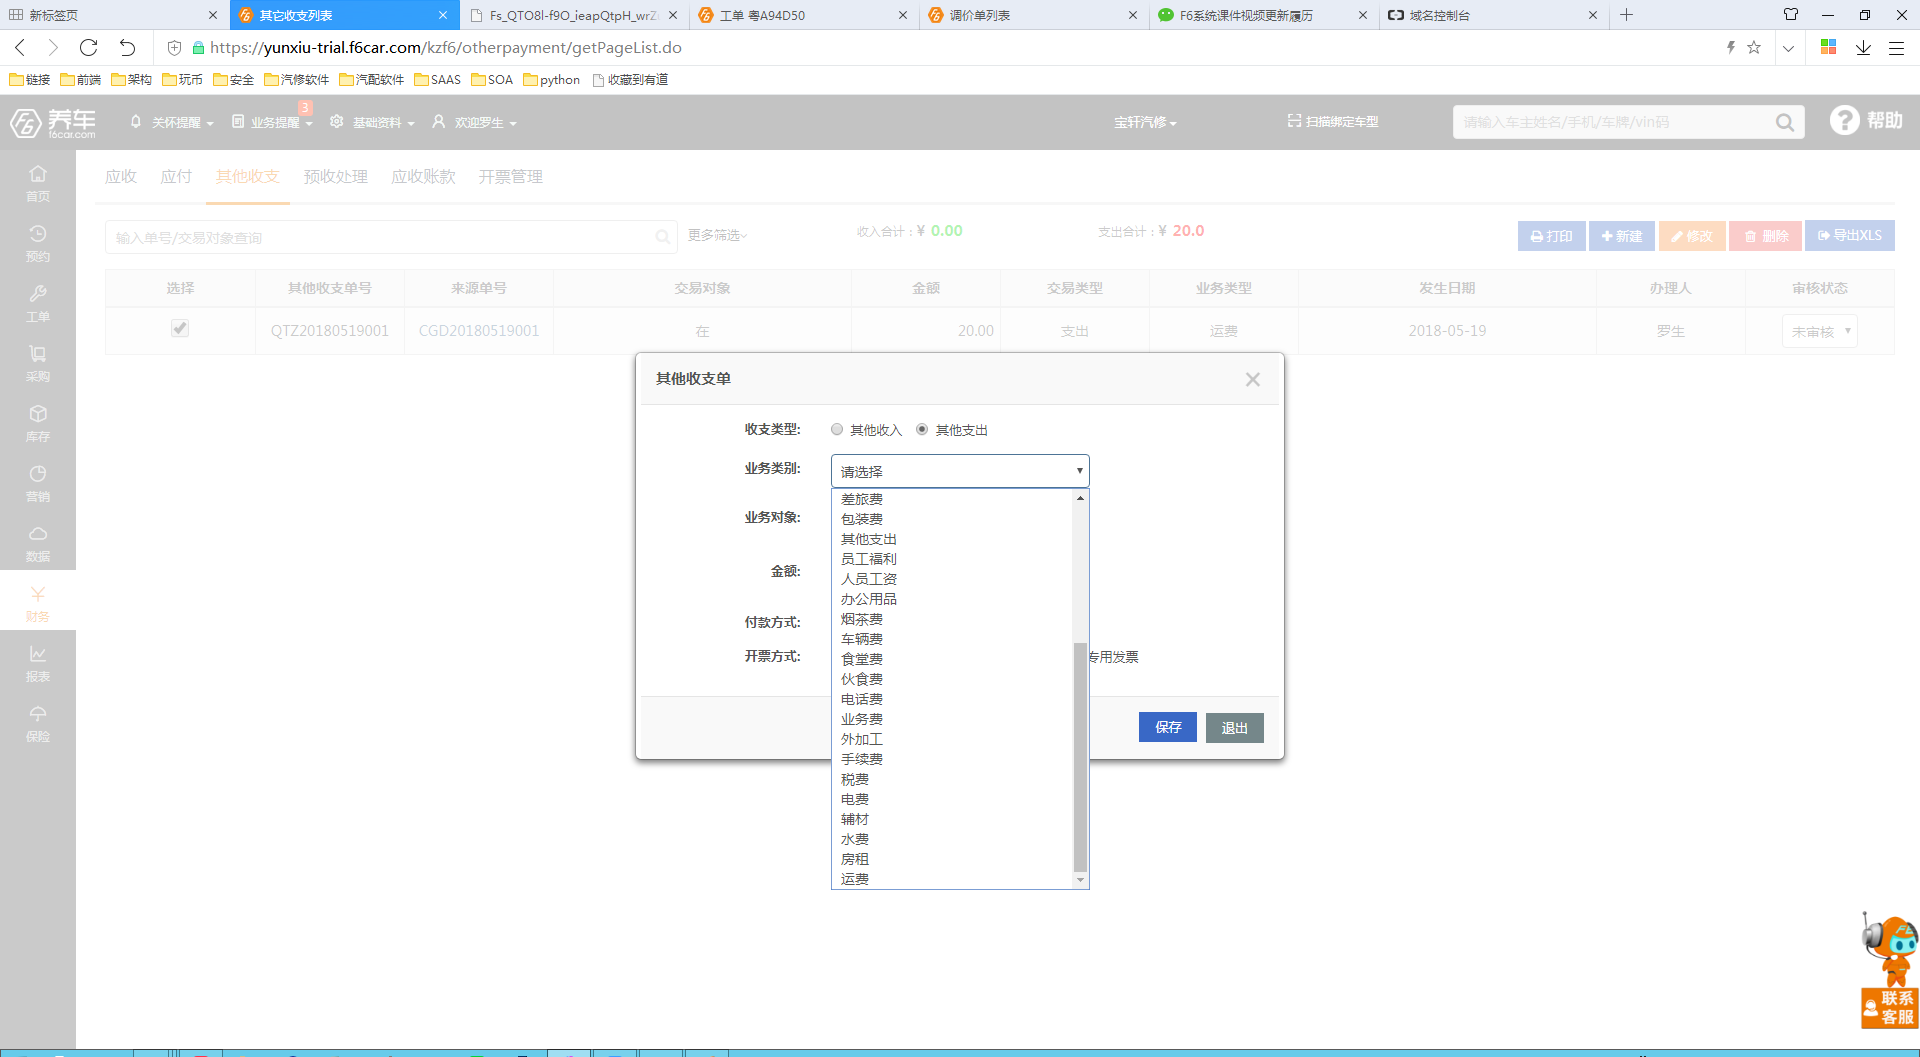 新标签页
其它收支列表
Fs_QTO8l-f9O_ieapQtpH_wrZ
工单 粤A94D50
调价单列表
F6系统课件视频更新履历
域名控制台
https://yunxiu-trial.f6car.com/kzf6/otherpayment/getPageList.do
链接 前端 架构 玩币 安全 汽修软件 汽配软件 SAAS SOA python 收藏到有道
养车
f6car.com
关怀提醒
业务提醒
3
基础资料
欢迎罗生
宝轩汽修
扫描绑定车型
请输入车主姓名/手机/车牌/vin码
帮助
首页
预约
工单
采购
库存
营销
数据
财务
报表
保险
应收 应付 其他收支 预收处理 应收账款 开票管理
输入单号/交易对象查询
更多筛选
收入合计：¥ 0.00
支出合计：¥ 20.0
打印
新建
修改
删除
导出XLS
选择 其他收支单号 来源单号 交易对象 金额 交易类型 业务类型 发生日期 办理人 审核状态
QTZ20180519001 CGD20180519001 在 20.00 支出 运费 2018-05-19 罗生 未审核
其他收支单
收支类型: 其他收入 其他支出
业务类别: 请选择
差旅费
包装费
其他支出
员工福利
人员工资
办公用品
烟茶费
车辆费
食堂费
伙食费
电话费
业务费
外加工
手续费
税费
电费
辅材
水费
房租
运费
业务对象:
金额:
付款方式:
开票方式: 专用发票
保存
退出
联系
客服